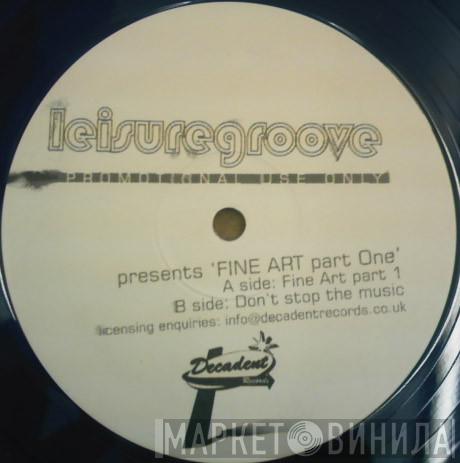 leisuregroove
PROMOTIONAL USE ONLY
presents 'FINE ART part One'
A side: Fine Art part 1
B side: Don't stop the music
licensing enquiries: info@decadentrecords.co.uk
Decadent
Records
МАРКЕТ ВИНИЛА